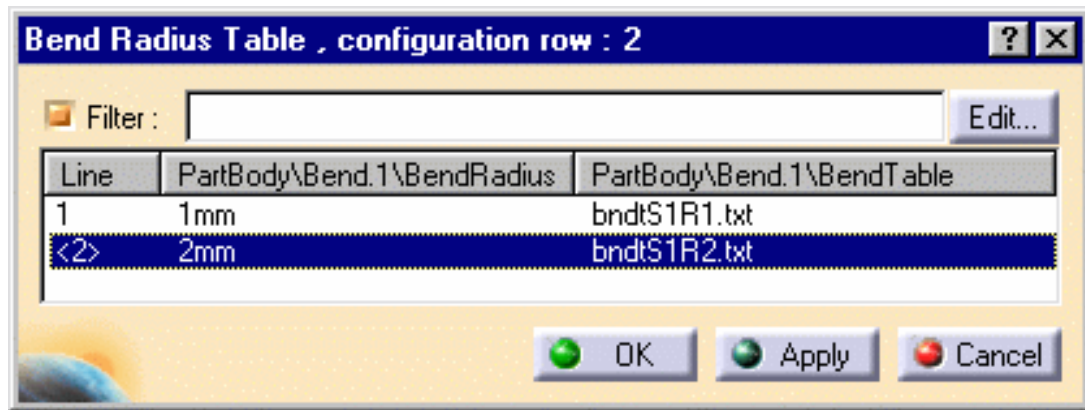 Bend Radius Table , configuration row : 2
Filter :
Edit...
Line PartBody\Bend.1\BendRadius PartBody\Bend.1\BendTable
1 1mm bndtS1R1.txt
<2> 2mm bndtS1R2.txt
OK Apply Cancel